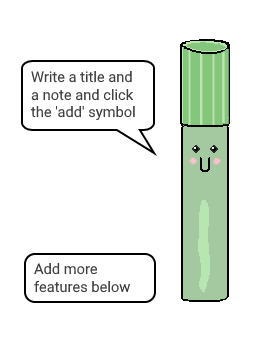 Write a title and
a note and click
the 'add' symbol
Add more
features below